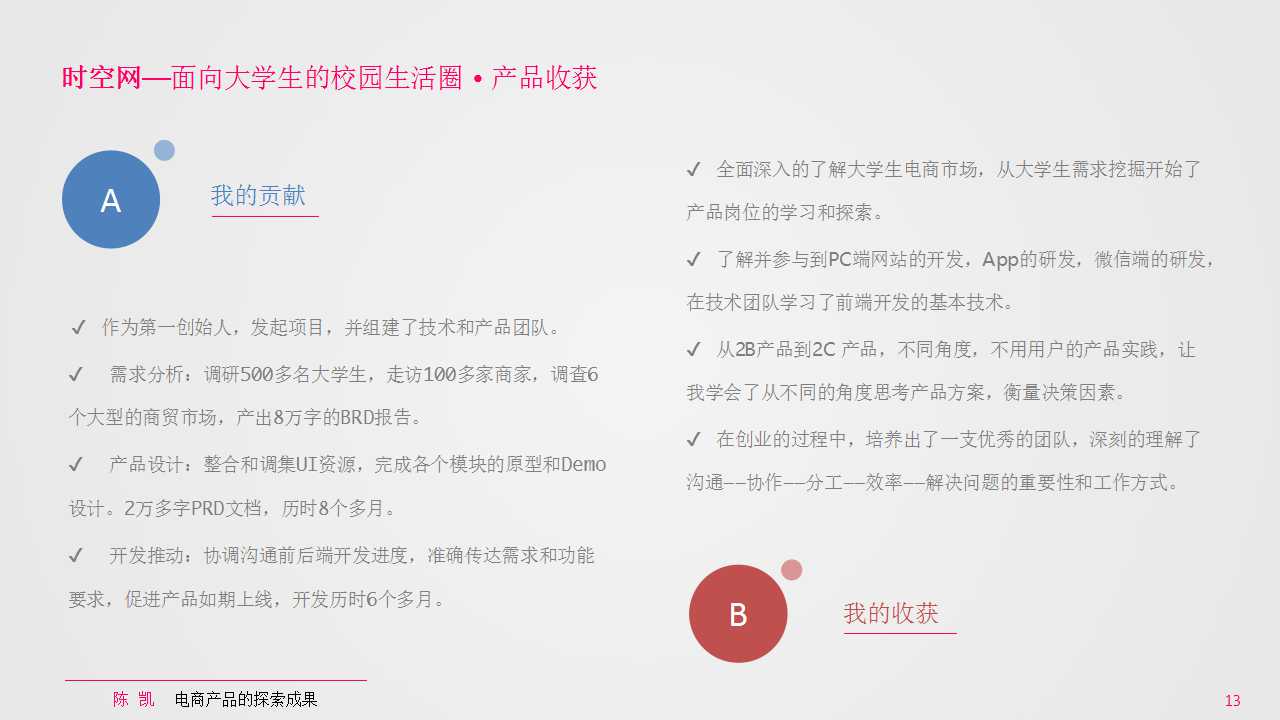 时空网—面向大学生的校园生活圈•产品收获
A
我的贡献
✓ 作为第一创始人，发起项目，并组建了技术和产品团队。
✓ 需求分析：调研500多名大学生，走访100多家商家，调查6
个大型的商贸市场，产出8万字的BRD报告。
✓ 产品设计：整合和调集UI资源，完成各个模块的原型和Demo
设计。2万多字PRD文档，历时8个多月。
✓ 开发推动：协调沟通前后端开发进度，准确传达需求和功能
要求，促进产品如期上线，开发历时6个多月。
✓ 全面深入的了解大学生电商市场，从大学生需求挖掘开始了
产品岗位的学习和探索。
✓ 了解并参与到PC端网站的开发，App的研发，微信端的研发，
在技术团队学习了前端开发的基本技术。
✓ 从2B产品到2C 产品，不同角度，不用用户的产品实践，让
我学会了从不同的角度思考产品方案，衡量决策因素。
✓ 在创业的过程中，培养出了一支优秀的团队，深刻的理解了
沟通——协作——分工——效率——解决问题的重要性和工作方式。
B
我的收获
陈 凯 电商产品的探索成果
13